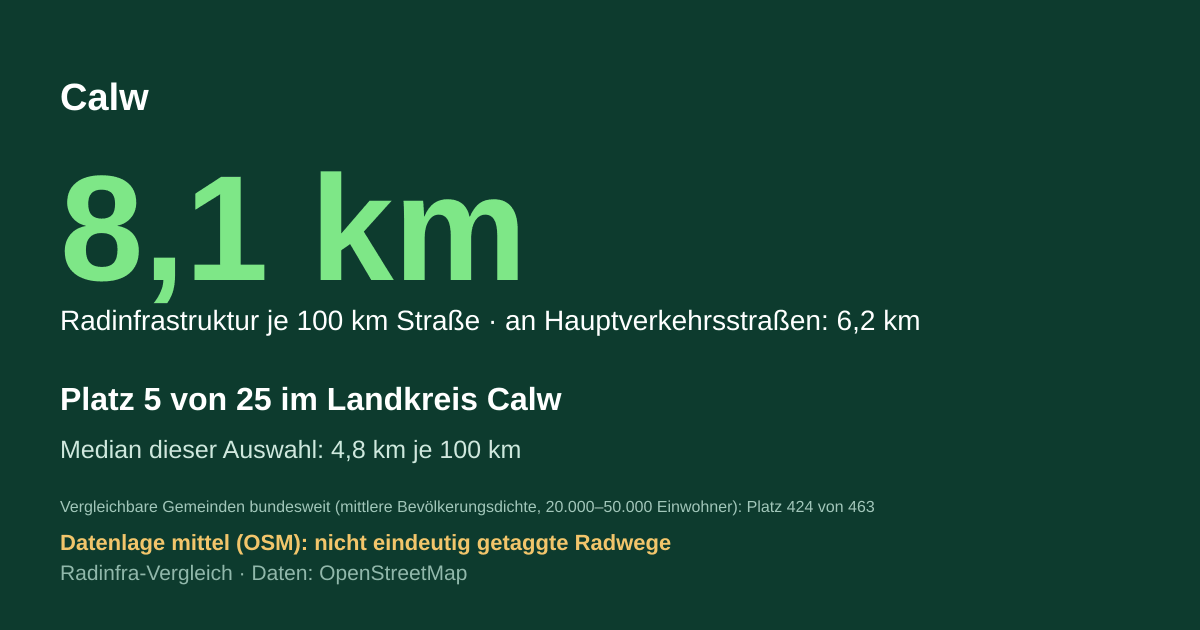 Calw
8,1 km
Radinfrastruktur je 100 km Straße · an Hauptverkehrsstraßen: 6,2 km
Platz 5 von 25 im Landkreis Calw
Median dieser Auswahl: 4,8 km je 100 km
Vergleichbare Gemeinden bundesweit (mittlere Bevölkerungsdichte, 20.000–50.000 Einwohner): Platz 424 von 463
Datenlage mittel (OSM): nicht eindeutig getaggte Radwege
Radinfra-Vergleich · Daten: OpenStreetMap